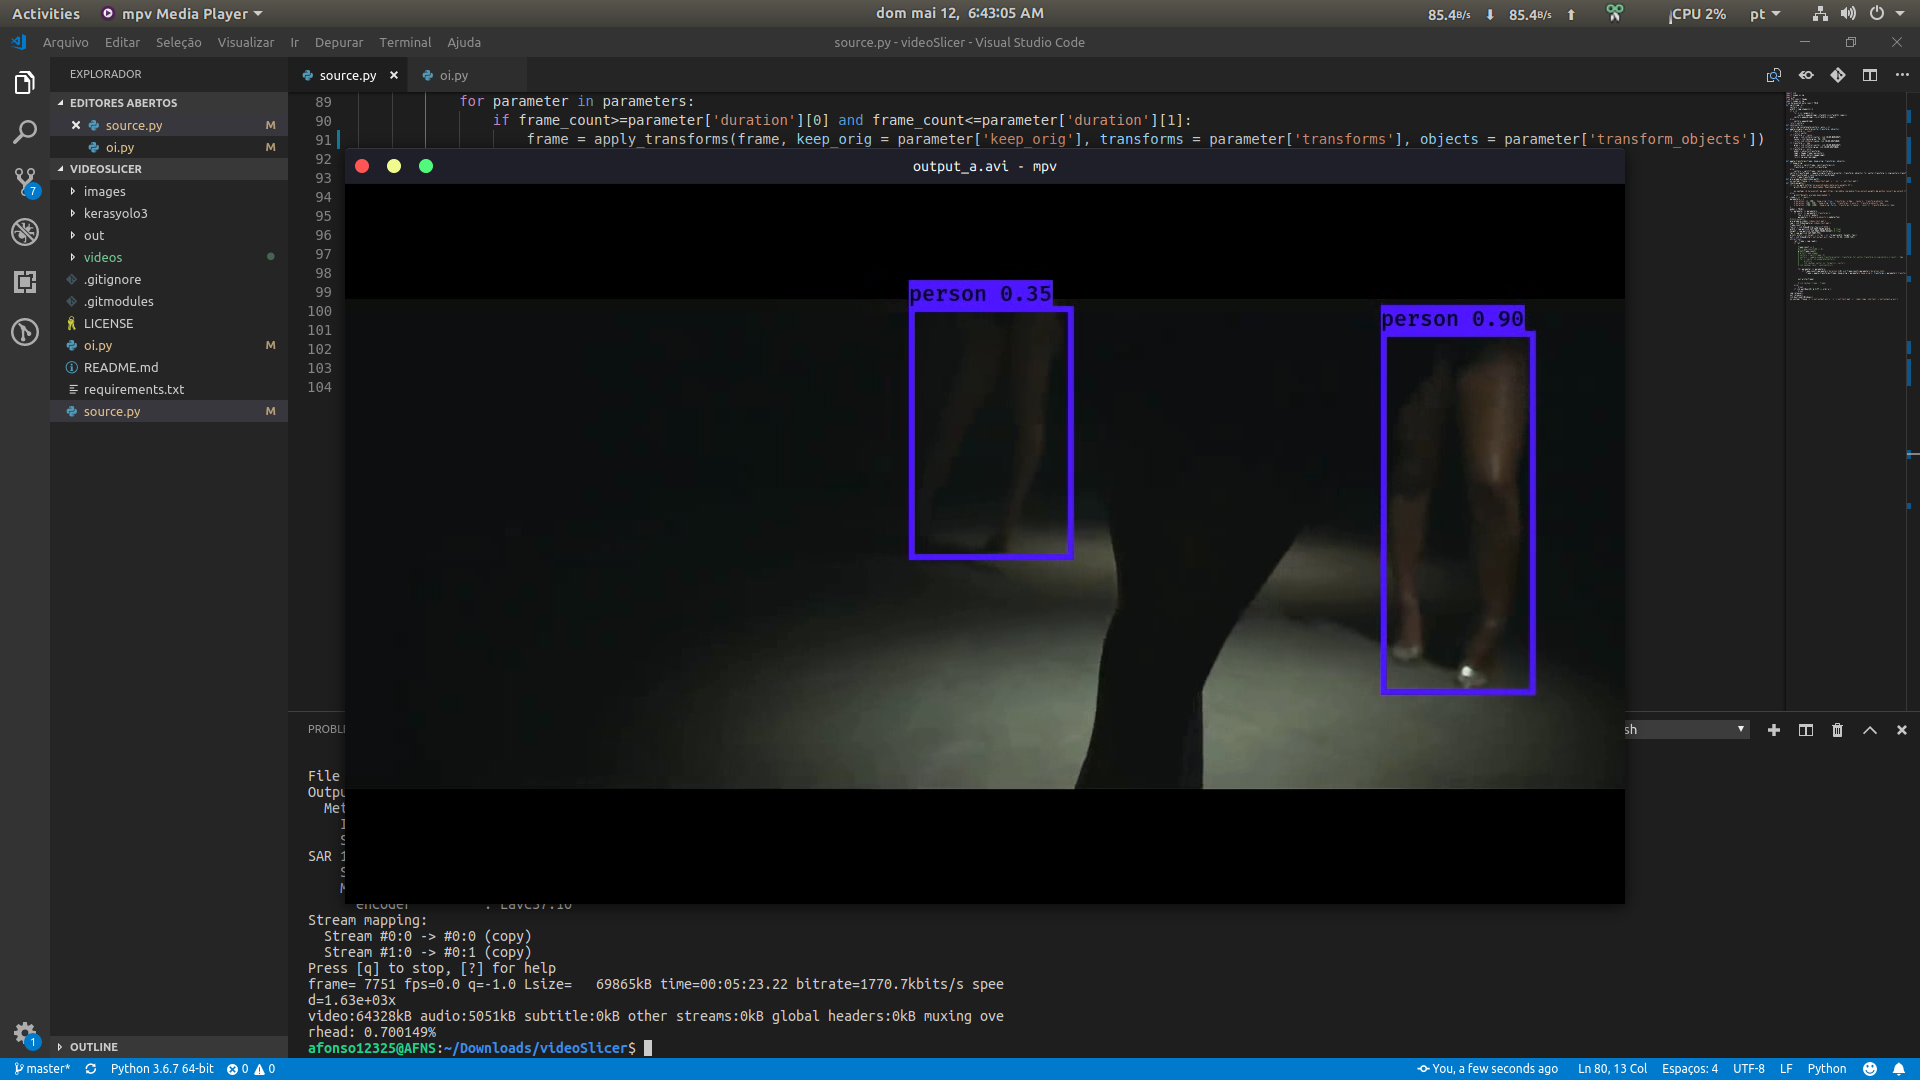 Activities
mpv Media Player
dom mai 12, 6:43:05 AM
85.4B/s
85.4B/s
CPU 2%
pt
Arquivo Editar Seleção Visualizar Ir Depurar Terminal Ajuda
source.py - videoSlicer - Visual Studio Code
EXPLORADOR
source.py
oi.py
EDITORES ABERTOS
source.py M
oi.py M
VIDEOSLICER
images
kerasyolo3
out
videos
.gitignore
.gitmodules
LICENSE
oi.py M
README.md
requirements.txt
source.py M
OUTLINE
7
1
89 for parameter in parameters:
90 if frame_count>=parameter['duration'][0] and frame_count<=parameter['duration'][1]:
91 frame = apply_transforms(frame, keep_orig = parameter['keep_orig'], transforms = parameter['transforms'], objects = parameter['transform_objects'])
92
93
94
95
96
97
98
99
100
101
102
103
104
output_a.avi - mpv
person 0.35
person 0.90
PROBL
sh
File
Outpu
Met
SAR 1
encoder : Lavc57.10
Stream mapping:
Stream #0:0 -> #0:0 (copy)
Stream #1:0 -> #0:1 (copy)
Press [q] to stop, [?] for help
frame= 7751 fps=0.0 q=-1.0 Lsize= 69865kB time=00:05:23.22 bitrate=1770.7kbits/s spee
d=1.63e+03x
video:64328kB audio:5051kB subtitle:0kB other streams:0kB global headers:0kB muxing ove
rhead: 0.700149%
afonso12325@AFNS:~/Downloads/videoSlicer$
master* Python 3.6.7 64-bit 0 0 You, a few seconds ago Ln 80, 13 Col Espaços: 4 UTF-8 LF Python